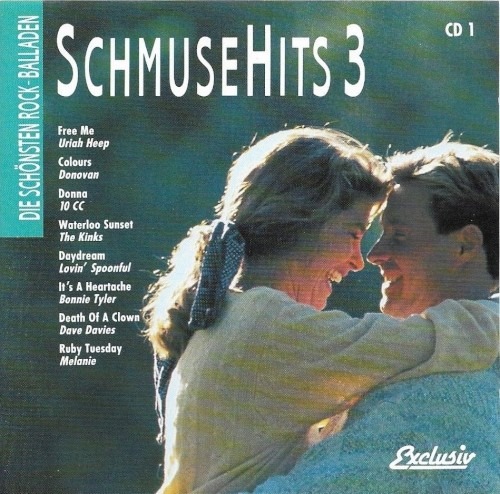 DIE SCHÖNSTEN ROCK-BALLADEN
SCHMUSEHITS 3
CD 1
Free Me
Uriah Heep
Colours
Donovan
Donna
10 CC
Waterloo Sunset
The Kinks
Daydream
Lovin' Spoonful
It's A Heartache
Bonnie Tyler
Death Of A Clown
Dave Davies
Ruby Tuesday
Melanie
Exclusiv